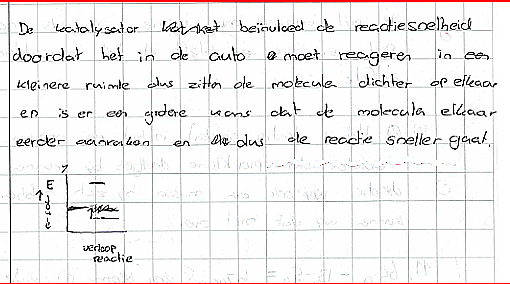 De katalysator beïnvloed de reactiesnelheid
doordat het in de auto moet reageren in een
kleinere ruimte dus zitten de molecula dichter op elkaar
en is er een grotere kans dat de molecula elkaar
eerder aanraken en dus de reactie sneller gaat.
E
verloop
reactie